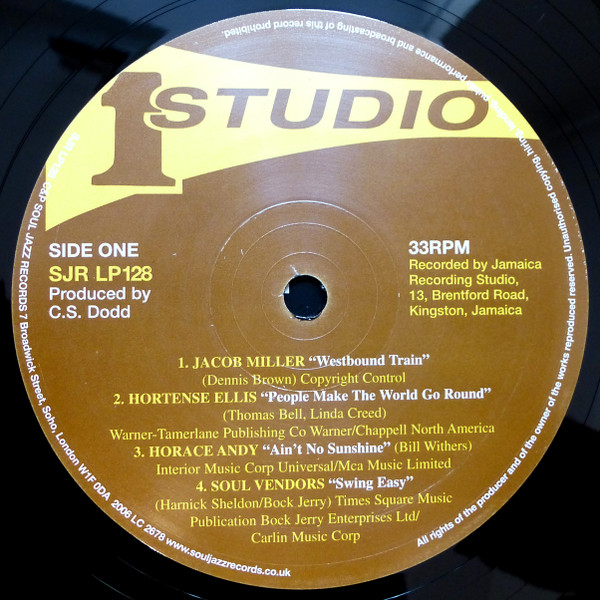 1 STUDIO
SIDE ONE
SJR LP128
Produced by
C.S. Dodd
33RPM
Recorded by Jamaica
Recording Studio,
13, Brentford Road,
Kingston, Jamaica
1. JACOB MILLER “Westbound Train”
(Dennis Brown) Copyright Control
2. HORTENSE ELLIS “People Make The World Go Round”
(Thomas Bell, Linda Creed)
Warner-Tamerlane Publishing Co Warner/Chappell North America
3. HORACE ANDY “Ain't No Sunshine” (Bill Withers)
Interior Music Corp Universal/Mca Music Limited
4. SOUL VENDORS “Swing Easy”
(Harnick Sheldon/Bock Jerry) Times Square Music
Publication Bock Jerry Enterprises Ltd/
Carlin Music Corp
SJR LP128 C&P SOUL JAZZ RECORDS 7 Broadwick Street, Soho, London W1F 0DA 2006 LC 2678 www.souljazzrecords.co.uk
All rights of the producer and of the owner of the works reproduced reserved. Unauthorised copying, hiring, lending, public performance and broadcasting of this record prohibited.